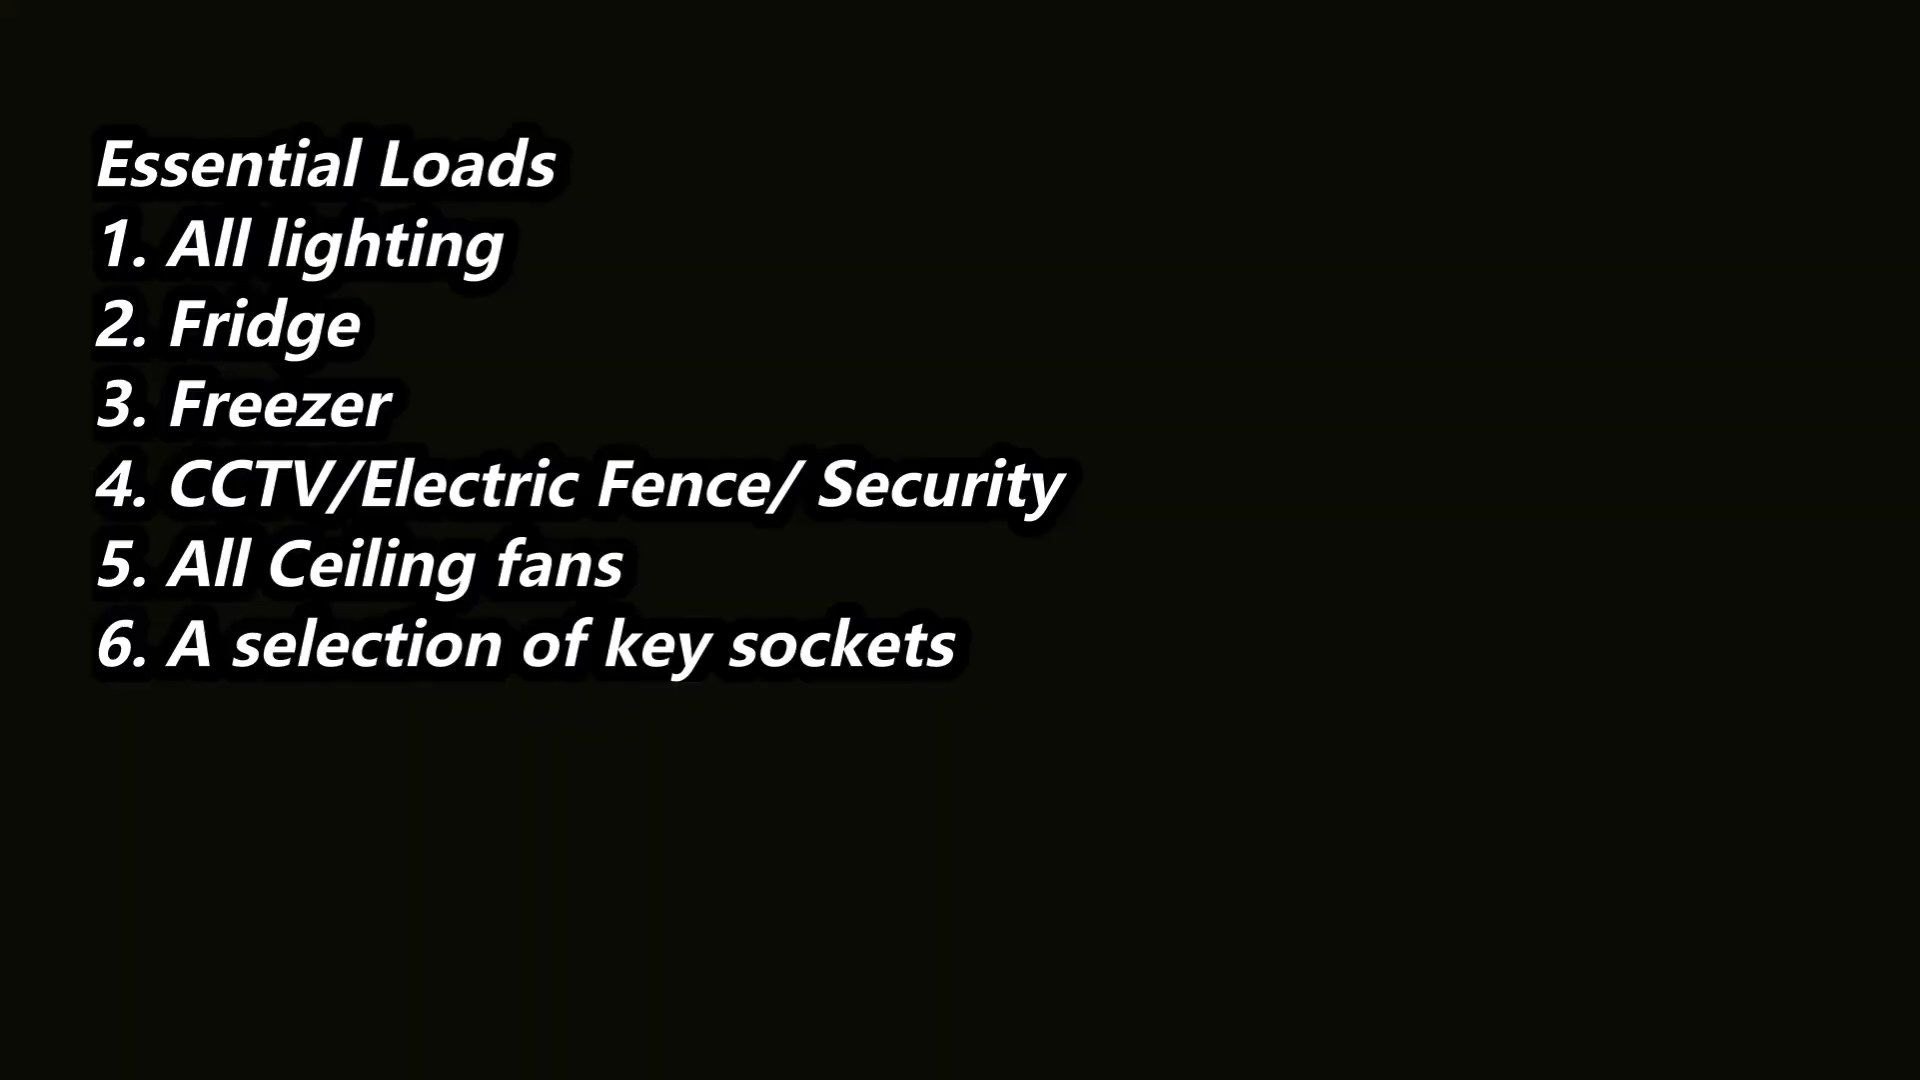 Essential Loads
1. All lighting
2. Fridge
3. Freezer
4. CCTV/Electric Fence/ Security
5. All Ceiling fans
6. A selection of key sockets